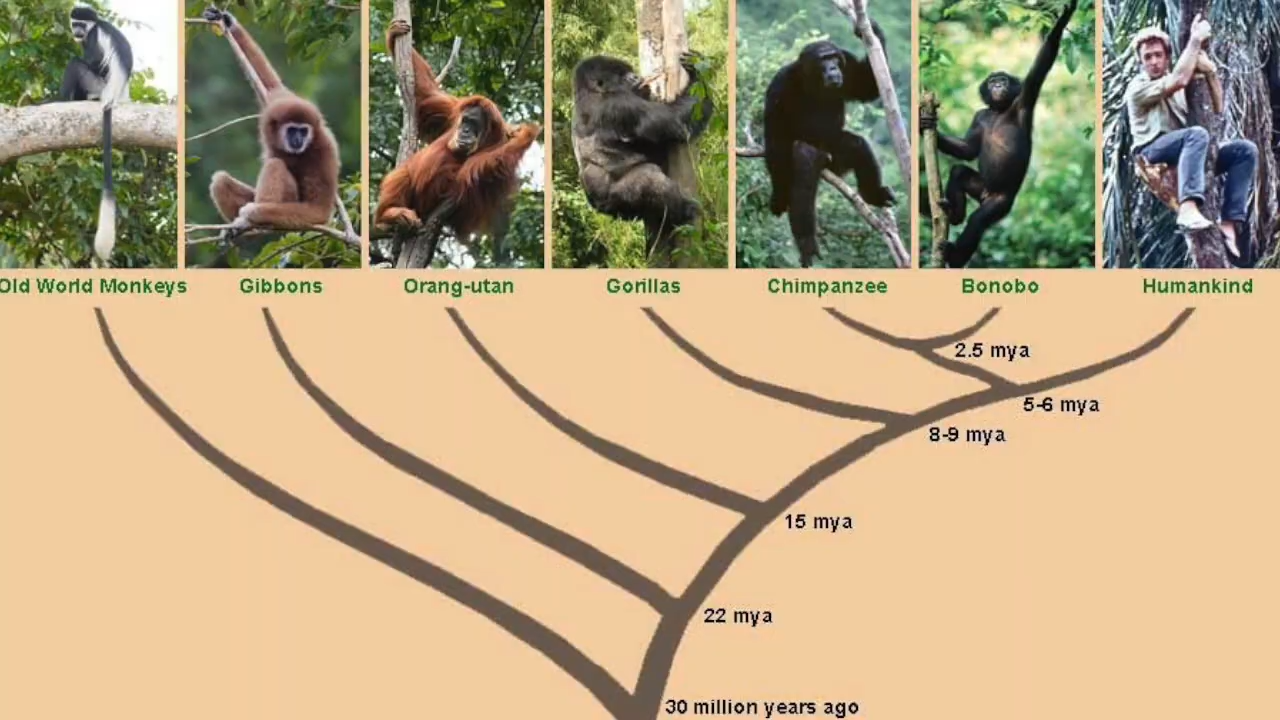 Old World Monkeys
Gibbons
Orang-utan
Gorillas
Chimpanzee
Bonobo
Humankind
2.5 mya
5-6 mya
8-9 mya
15 mya
22 mya
30 million years ago